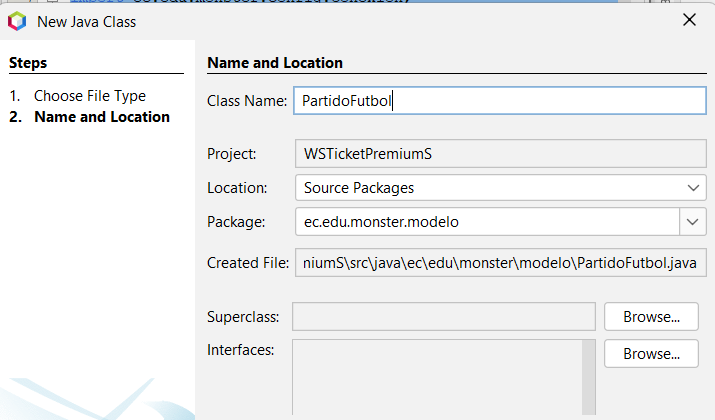 New Java Class
Steps
1. Choose File Type
2. Name and Location
Name and Location
Class Name: PartidoFutbol
Project: WSTicketPremiumS
Location: Source Packages
Package: ec.edu.monster.modelo
Created File: niumS\src\java\ec\edu\monster\modelo\PartidoFutbol.java
Superclass: Browse...
Interfaces: Browse...